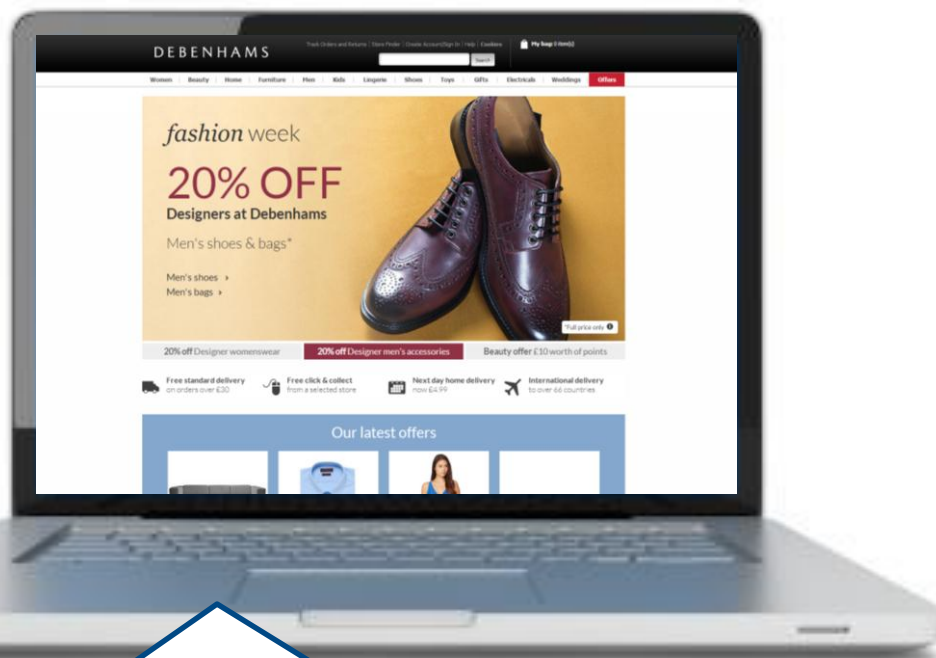 DEBENHAMS
Track Orders and Returns | Store Finder | Create Account/Sign In | Help | Cookies
My bag 0 item(s)
Search
Women Beauty Home Furniture Men Kids Lingerie Shoes Toys Gifts Electricals Weddings Offers
fashion week
20% OFF
Designers at Debenhams
Men's shoes & bags*
Men's shoes ›
Men's bags ›
*Full price only
20% off Designer womenswear 20% off Designer men's accessories Beauty offer £10 worth of points
Free standard delivery
on orders over £30
Free click & collect
from a selected store
Next day home delivery
now £4.99
International delivery
to over 66 countries
Our latest offers